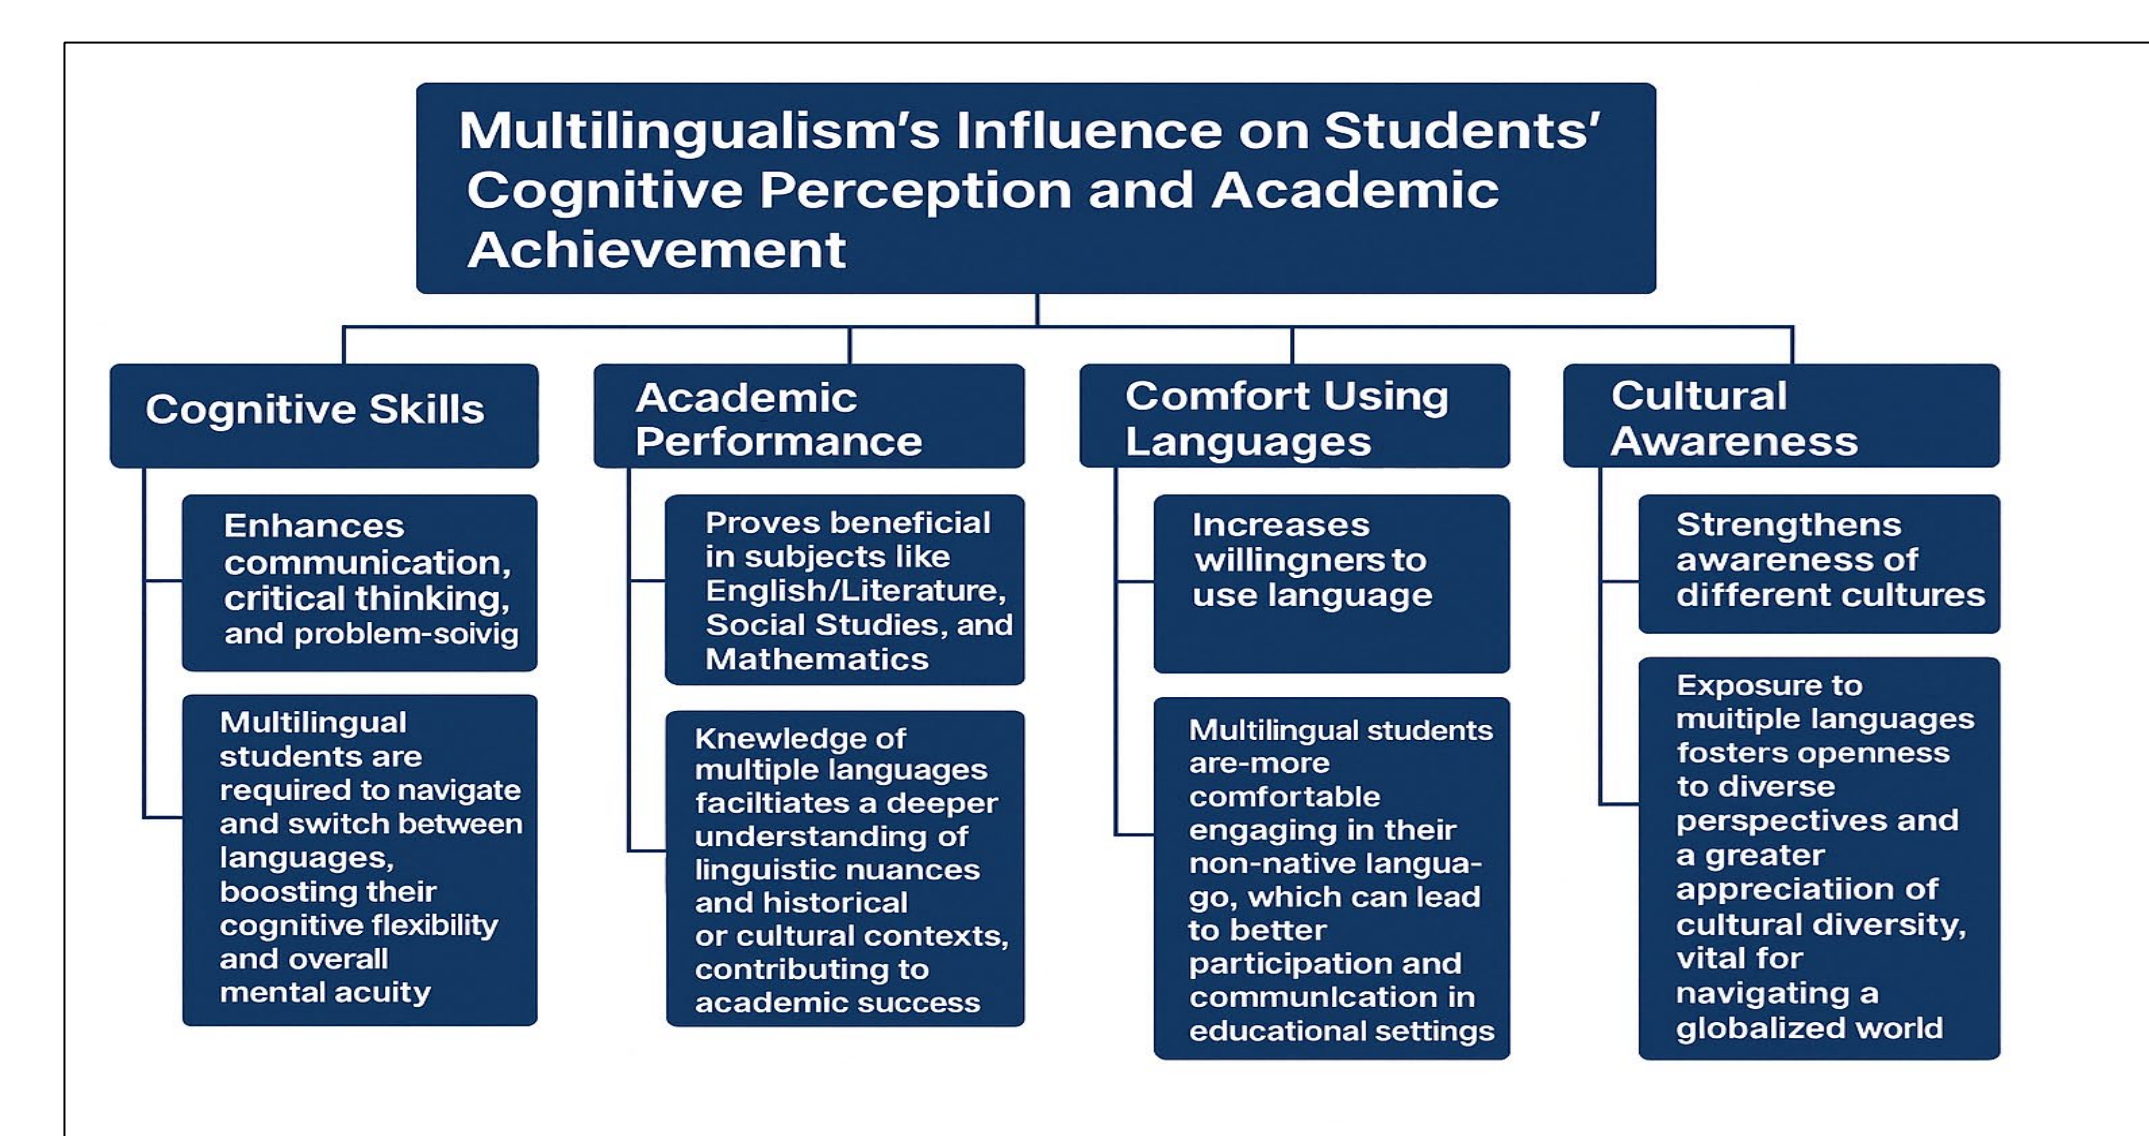 Multilingualism’s Influence on Students’
Cognitive Perception and Academic
Achievement
Cognitive Skills
Enhances
communication,
critical thinking,
and problem-soivig
Multilingual
students are
required to navigate
and switch between
languages,
boosting their
cognitive flexibility
and overall
mental acuity
Academic
Performance
Proves beneficial
in subjects like
English/Literature,
Social Studies, and
Mathematics
Knewledge of
multiple languages
faciltiates a deeper
understanding of
linguistic nuances
and historical
or cultural contexts,
contributing to
academic success
Comfort Using
Languages
Increases
willingners to
use language
Multilingual students
are-more
comfortable
engaging in their
non-native langua-
go, which can lead
to better
participation and
communlcation in
educational settings
Cultural
Awareness
Strengthens
awareness of
different cultures
Exposure to
muitiple languages
fosters openness
to diverse
perspectives and
a greater
appreciatiion of
cultural diversity,
vital for
navigating a
globalized world